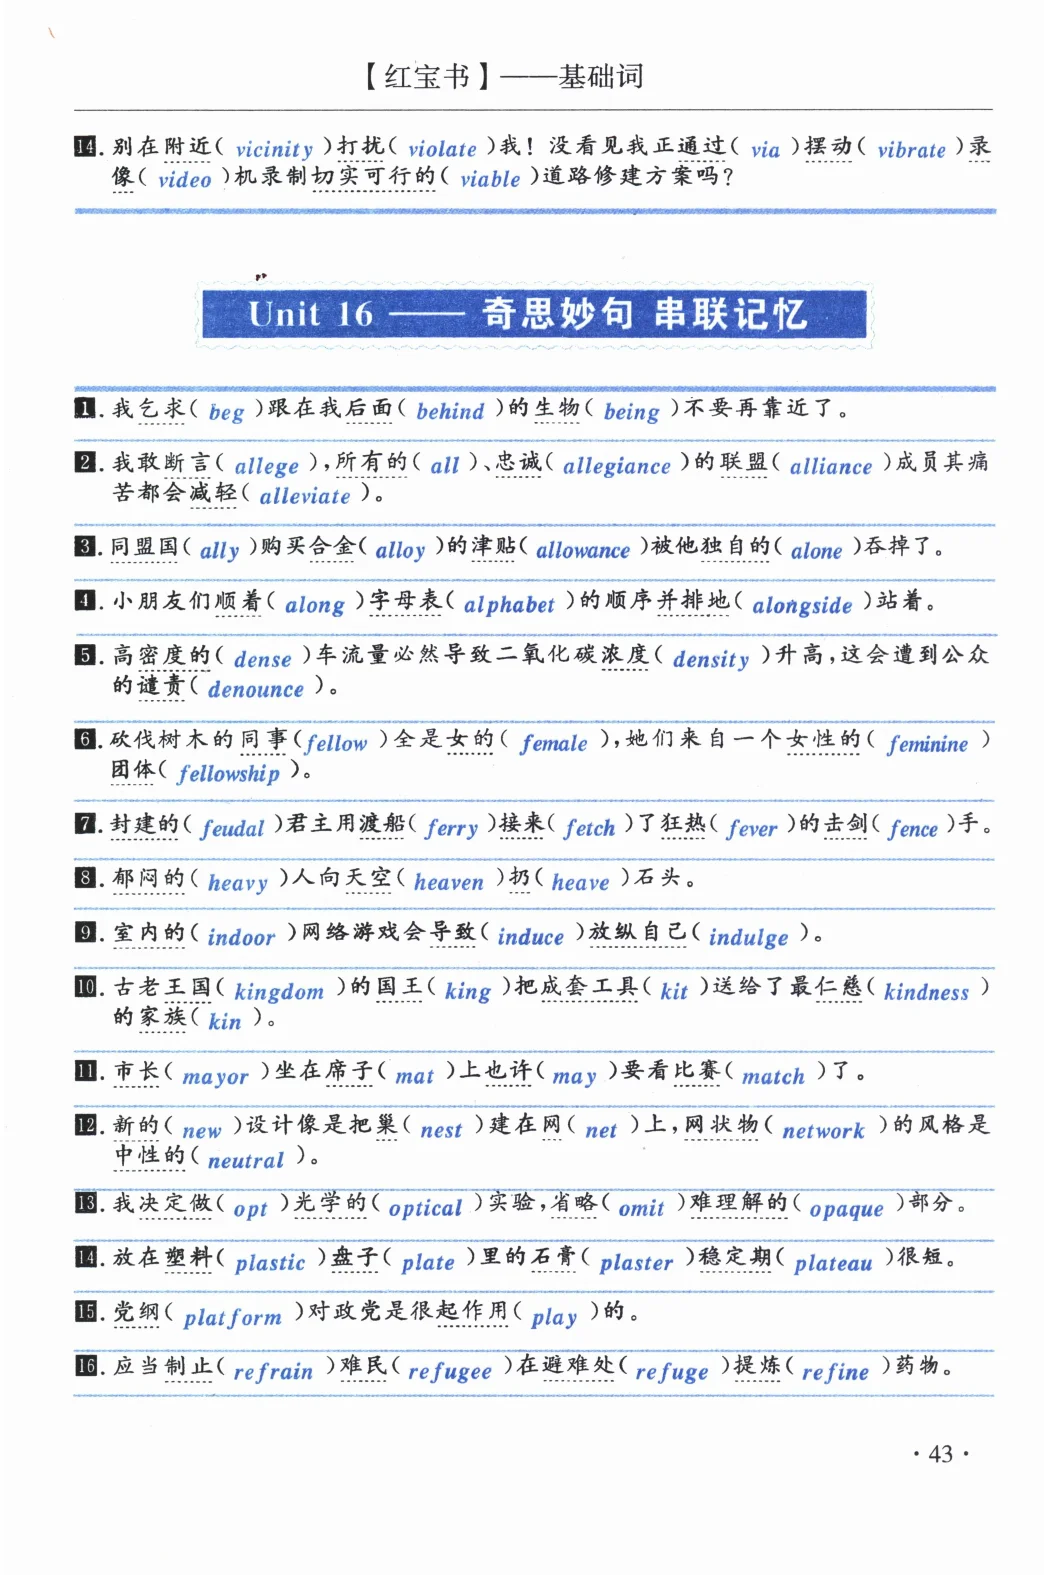 【红宝书】——基础词
14. 别在附近( vicinity )打扰( violate )我! 没看见我正通过( via )摆动( vibrate )录
像( video )机录制切实可行的( viable )道路修建方案吗?
Unit 16 —— 奇思妙句 串联记忆
1. 我乞求( beg )跟在我后面( behind )的生物( being )不要再靠近了。
2. 我敢断言( allege ),所有的( all )、忠诚( allegiance )的联盟( alliance )成员其痛
苦都会减轻( alleviate )。
3. 同盟国( ally )购买合金( alloy )的津贴( allowance )被他独自的( alone )吞掉了。
4. 小朋友们顺着( along )字母表( alphabet )的顺序并排地( alongside )站着。
5. 高密度的( dense )车流量必然导致二氧化碳浓度( density )升高,这会遭到公众
的谴责( denounce )。
6. 砍伐树木的同事( fellow )全是女的( female ),她们来自一个女性的( feminine )
团体( fellowship )。
7. 封建的( feudal )君主用渡船( ferry )接来( fetch )了狂热( fever )的击剑( fence )手。
8. 郁闷的( heavy )人向天空( heaven )扔( heave )石头。
9. 室内的( indoor )网络游戏会导致( induce )放纵自己( indulge )。
10. 古老王国( kingdom )的国王( king )把成套工具( kit )送给了最仁慈( kindness )
的家族( kin )。
11. 市长( mayor )坐在席子( mat )上也许( may )要看比赛( match )了。
12. 新的( new )设计像是把巢( nest )建在网( net )上,网状物( network )的风格是
中性的( neutral )。
13. 我决定做( opt )光学的( optical )实验,省略( omit )难理解的( opaque )部分。
14. 放在塑料( plastic )盘子( plate )里的石膏( plaster )稳定期( plateau )很短。
15. 党纲( platform )对政党是很起作用( play )的。
16. 应当制止( refrain )难民( refugee )在避难处( refuge )提炼( refine )药物。
· 43 ·